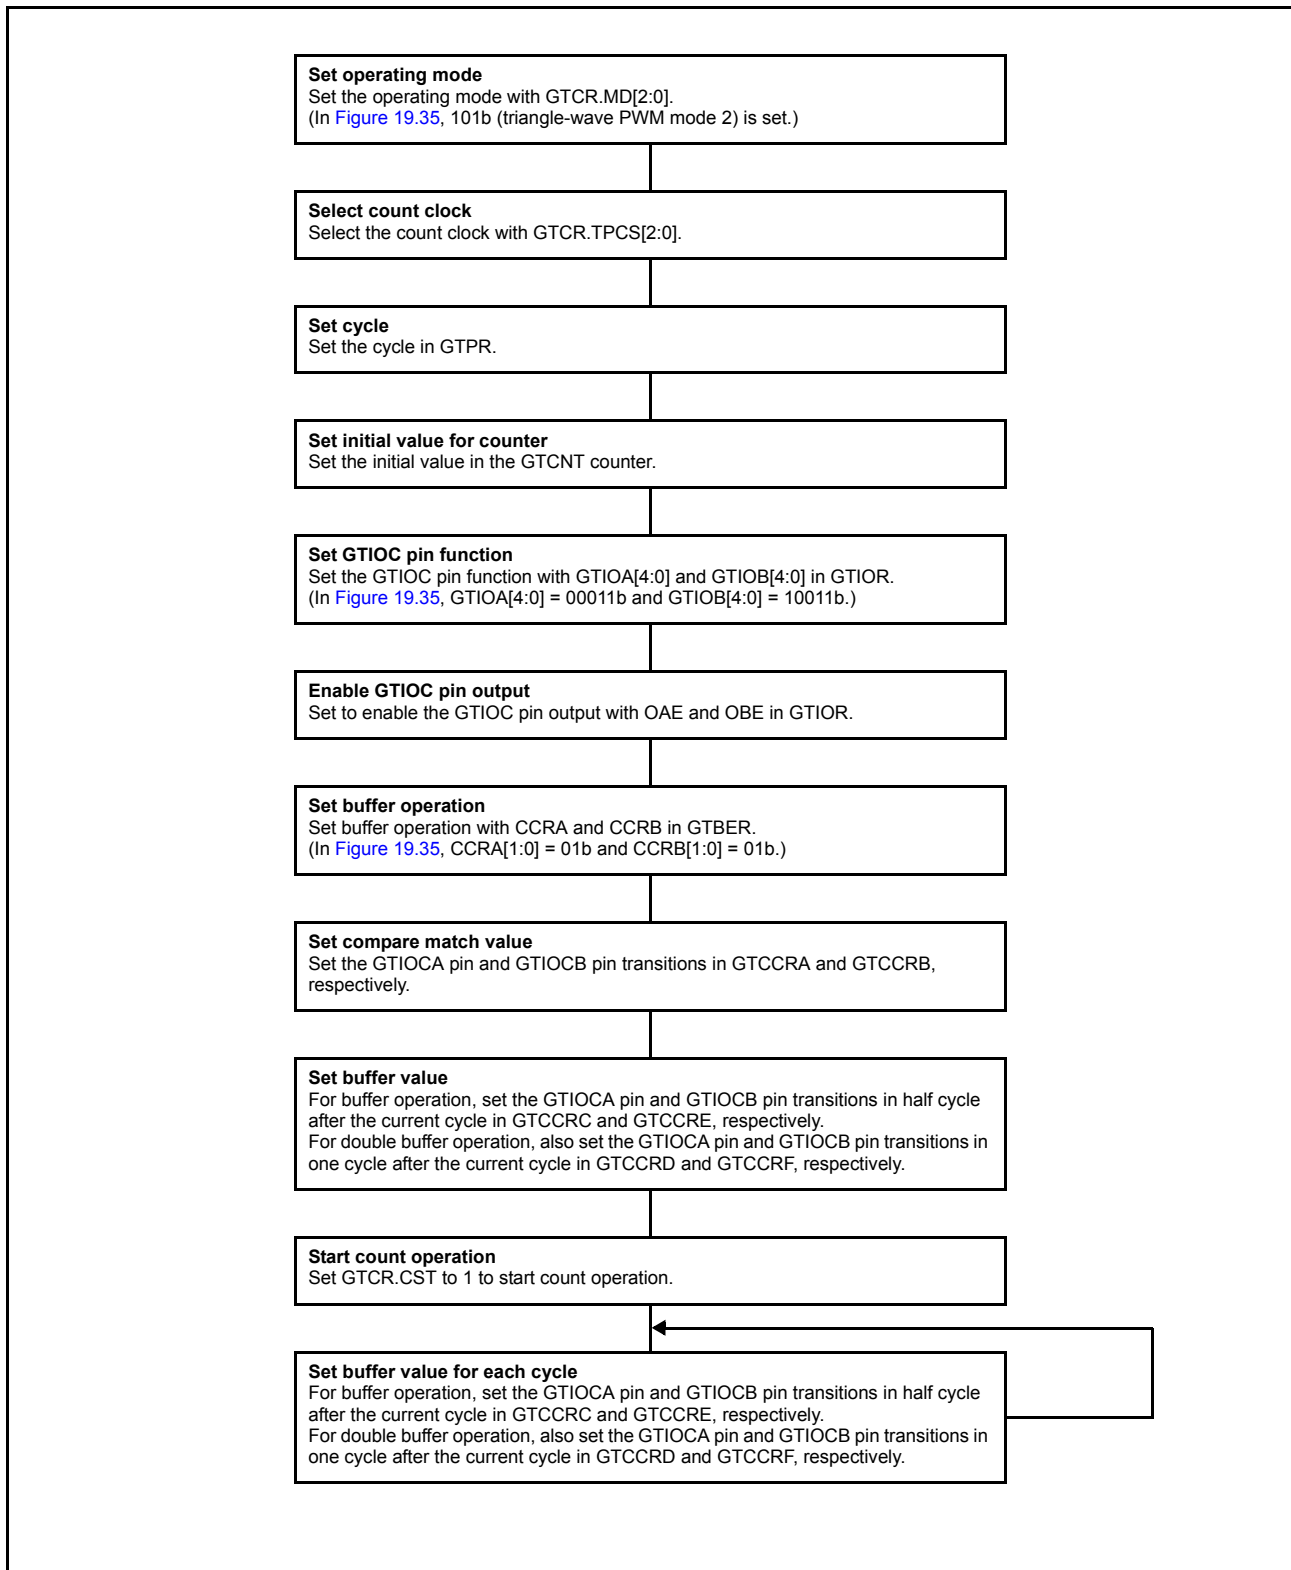 Set operating mode
Set the operating mode with GTCR.MD[2:0].
(In Figure 19.35, 101b (triangle-wave PWM mode 2) is set.)
Select count clock
Select the count clock with GTCR.TPCS[2:0].
Set cycle
Set the cycle in GTPR.
Set initial value for counter
Set the initial value in the GTCNT counter.
Set GTIOC pin function
Set the GTIOC pin function with GTIOA[4:0] and GTIOB[4:0] in GTIOR.
(In Figure 19.35, GTIOA[4:0] = 00011b and GTIOB[4:0] = 10011b.)
Enable GTIOC pin output
Set to enable the GTIOC pin output with OAE and OBE in GTIOR.
Set buffer operation
Set buffer operation with CCRA and CCRB in GTBER.
(In Figure 19.35, CCRA[1:0] = 01b and CCRB[1:0] = 01b.)
Set compare match value
Set the GTIOCA pin and GTIOCB pin transitions in GTCCRA and GTCCRB,
respectively.
Set buffer value
For buffer operation, set the GTIOCA pin and GTIOCB pin transitions in half cycle
after the current cycle in GTCCRC and GTCCRE, respectively.
For double buffer operation, also set the GTIOCA pin and GTIOCB pin transitions in
one cycle after the current cycle in GTCCRD and GTCCRF, respectively.
Start count operation
Set GTCR.CST to 1 to start count operation.
Set buffer value for each cycle
For buffer operation, set the GTIOCA pin and GTIOCB pin transitions in half cycle
after the current cycle in GTCCRC and GTCCRE, respectively.
For double buffer operation, also set the GTIOCA pin and GTIOCB pin transitions in
one cycle after the current cycle in GTCCRD and GTCCRF, respectively.